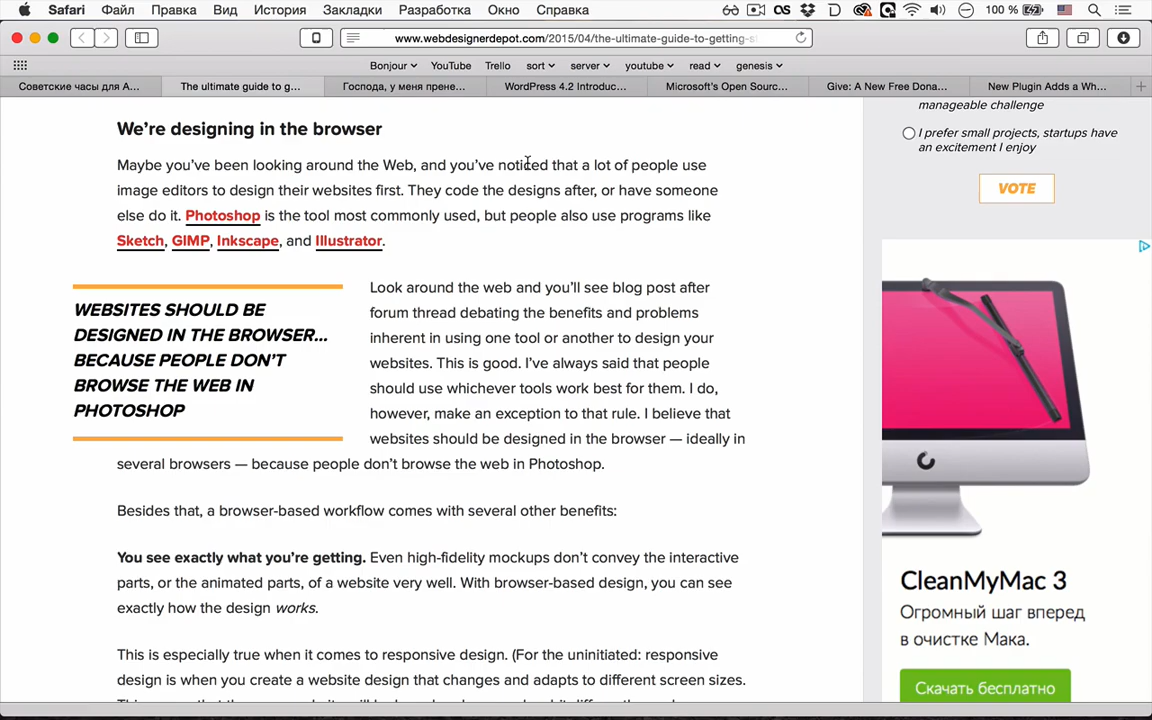 Safari Файл Правка Вид История Закладки Разработка Окно Справка 100 %
www.webdesignerdepot.com/2015/04/the-ultimate-guide-to-getting-s
Bonjour YouTube Trello sort server youtube read genesis
Советские часы для A... The ultimate guide to g... Господа, у меня прене... WordPress 4.2 Introduc... Microsoft's Open Sourc... Give: A New Free Dona... New Plugin Adds a Wh...
We're designing in the browser
Maybe you've been looking around the Web, and you've noticed that a lot of people use
image editors to design their websites first. They code the designs after, or have someone
else do it. Photoshop is the tool most commonly used, but people also use programs like
Sketch, GIMP, Inkscape, and Illustrator.
WEBSITES SHOULD BE
DESIGNED IN THE BROWSER...
BECAUSE PEOPLE DON'T
BROWSE THE WEB IN
PHOTOSHOP
Look around the web and you'll see blog post after
forum thread debating the benefits and problems
inherent in using one tool or another to design your
websites. This is good. I've always said that people
should use whichever tools work best for them. I do,
however, make an exception to that rule. I believe that
websites should be designed in the browser — ideally in
several browsers — because people don't browse the web in Photoshop.
Besides that, a browser-based workflow comes with several other benefits:
You see exactly what you're getting. Even high-fidelity mockups don't convey the interactive
parts, or the animated parts, of a website very well. With browser-based design, you can see
exactly how the design works.
This is especially true when it comes to responsive design. (For the uninitiated: responsive
design is when you create a website design that changes and adapts to different screen sizes.
manageable challenge
I prefer small projects, startups have
an excitement I enjoy
VOTE
CleanMyMac 3
Огромный шаг вперед
в очистке Мака.
Скачать бесплатно